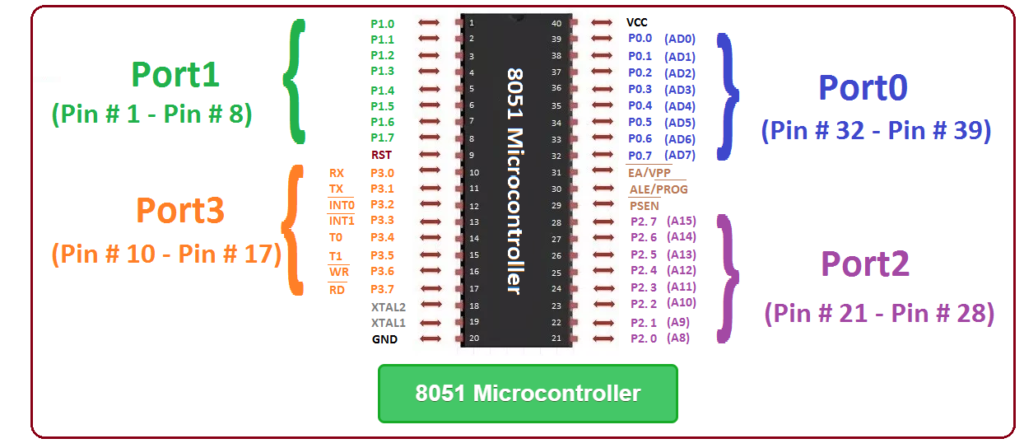 Port1
(Pin # 1 - Pin # 8)
Port3
(Pin # 10 - Pin # 17)
P1.0 1
P1.1 2
P1.2 3
P1.3 4
P1.4 5
P1.5 6
P1.6 7
P1.7 8
RST 9
RX P3.0 10
TX P3.1 11
INT0 P3.2 12
INT1 P3.3 13
T0 P3.4 14
T1 P3.5 15
WR P3.6 16
RD P3.7 17
XTAL2 18
XTAL1 19
GND 20
8051 Microcontroller
40 VCC
39 P0.0 (AD0)
38 P0.1 (AD1)
37 P0.2 (AD2)
36 P0.3 (AD3)
35 P0.4 (AD4)
34 P0.5 (AD5)
33 P0.6 (AD6)
32 P0.7 (AD7)
31 EA/VPP
30 ALE/PROG
29 PSEN
28 P2. 7 (A15)
27 P2. 6 (A14)
26 P2. 5 (A13)
25 P2. 4 (A12)
24 P2. 3 (A11)
23 P2. 2 (A10)
22 P2. 1 (A9)
21 P2. 0 (A8)
Port0
(Pin # 32 - Pin # 39)
Port2
(Pin # 21 - Pin # 28)
8051 Microcontroller